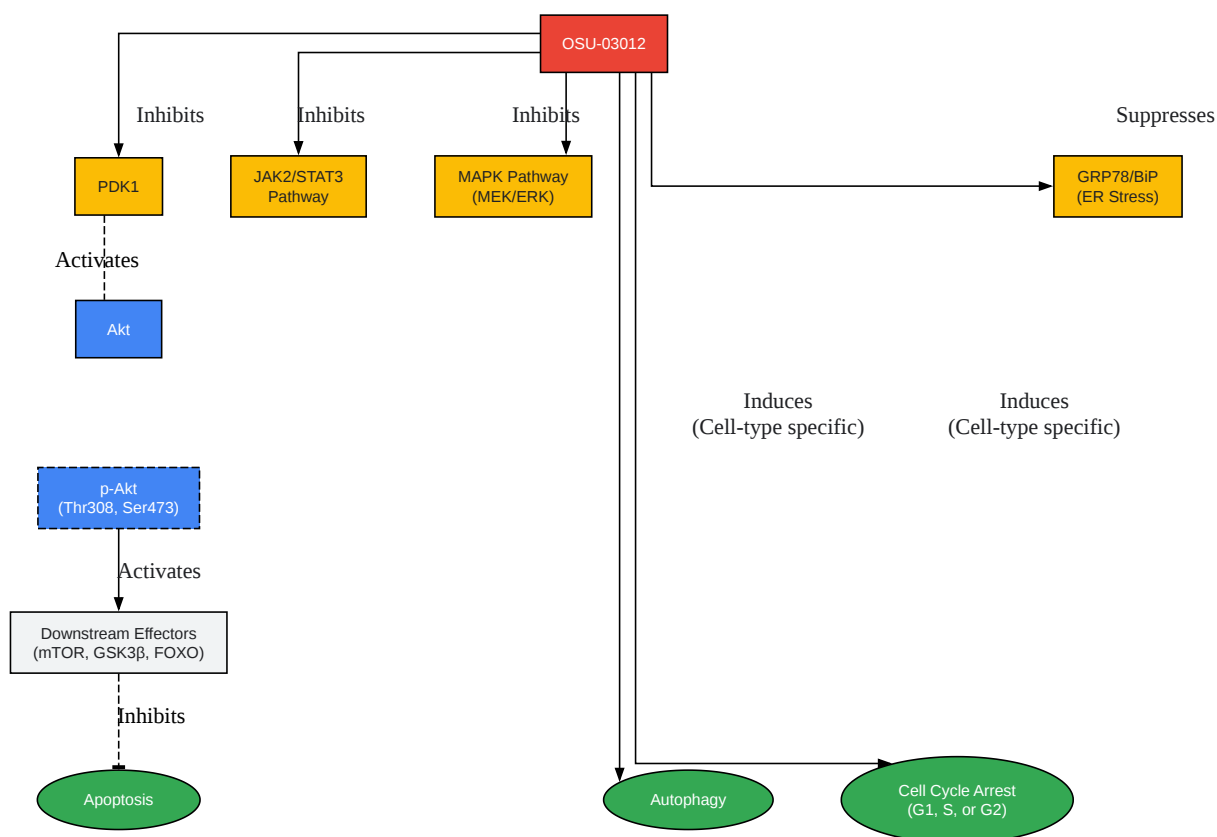 OSU-03012
Inhibits
Inhibits
Inhibits
Suppresses
PDK1
JAK2/STAT3
Pathway
MAPK Pathway
(MEK/ERK)
GRP78/BiP
(ER Stress)
Activates
Akt
Induces
(Cell-type specific)
Induces
(Cell-type specific)
p-Akt
(Thr308, Ser473)
Activates
Downstream Effectors
(mTOR, GSK3β, FOXO)
Inhibits
Apoptosis
Autophagy
Cell Cycle Arrest
(G1, S, or G2)